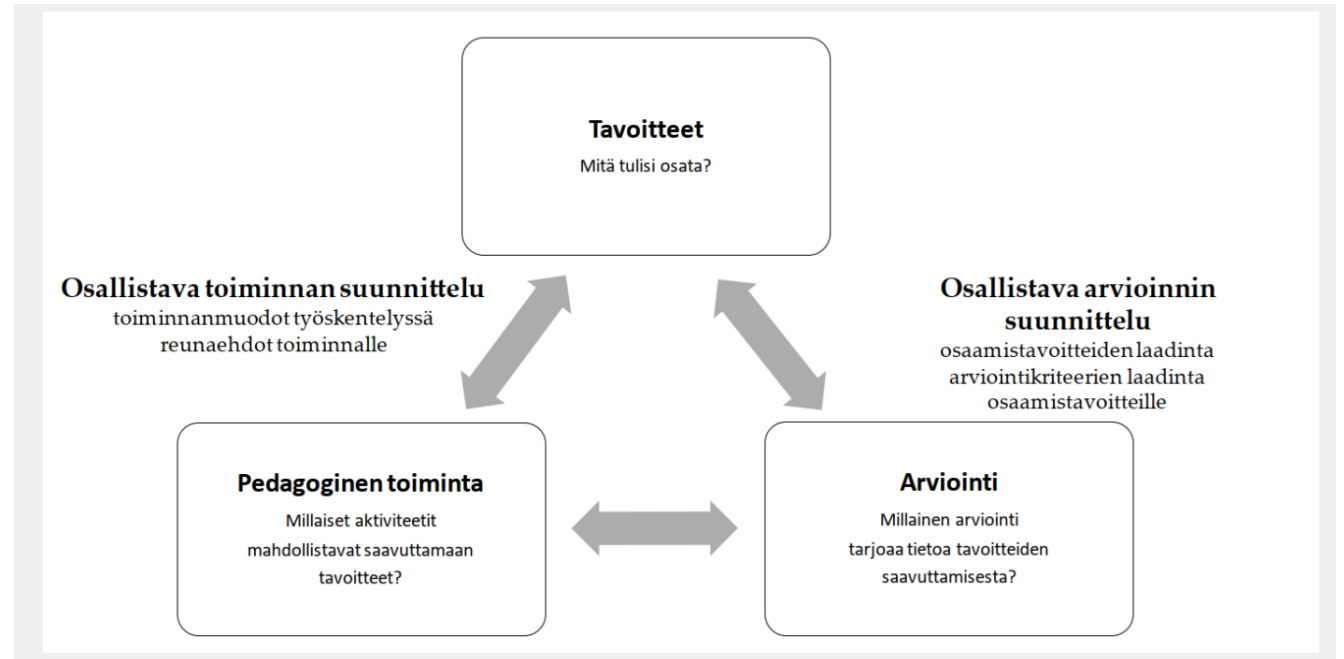 Tavoitteet
Mitä tulisi osata?
Osallistava toiminnan suunnittelu
toiminnanmuodot työskentelyssä
reunaehdot toiminnalle
Osallistava arvioinnin
suunnittelu
osaamistavoitteiden laadinta
arviointikriteerien laadinta
osaamistavoitteille
Pedagoginen toiminta
Millaiset aktiviteetit
mahdollistavat saavuttamaan
tavoitteet?
Arviointi
Millainen arviointi
tarjoaa tietoa tavoitteiden
saavuttamisesta?